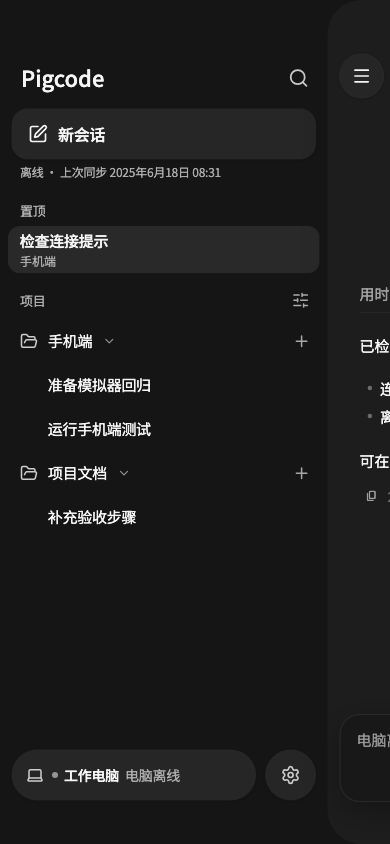 Pigcode
新会话
离线 • 上次同步 2025年6月18日 08:31
置顶
检查连接提示
手机端
项目
手机端
准备模拟器回归
运行手机端测试
项目文档
补充验收步骤
工作电脑 电脑离线
用时
已检
连
离
可在
电脑